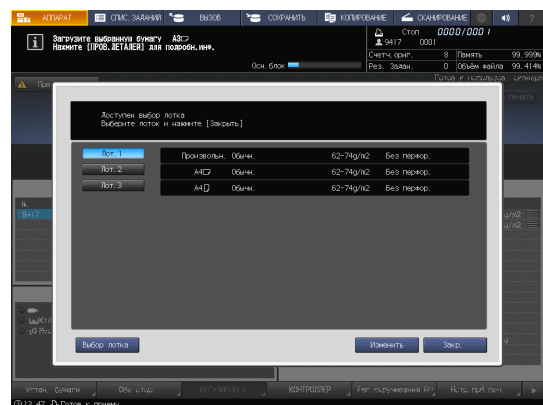 АППАРАТ СПИС. ЗАДАНИЙ ВЫЗОВ СОХРАНИТЬ КОПИРОВАНИЕ СКАНИРОВАНИЕ
Загрузите выбранную бумагу А3
Нажмите [ПРОВ.ДЕТАЛЕЙ] для подробн.инф.
Осн.блок
Стоп 0000/0001
9417 0001
Счетч.ориг. 8 Память 99.999%
Рез. Задан. 0 Объём файла 99.414%
Доступен выбор лотка
Выберите лоток и нажмите [Закрыть]
Лот.1 Произвольн. Обычн. 62-74g/m2 Без перфор.
Лот.2 A4 Обычн. 62-74g/m2 Без перфор.
Лот.3 A4 Обычн. 62-74g/m2 Без перфор.
9417
g/m2
g/m2
Выбор лотка Изменить Закр.
Устан. бумаги КОНТРОЛЛЕР
13:47 Готов к приему